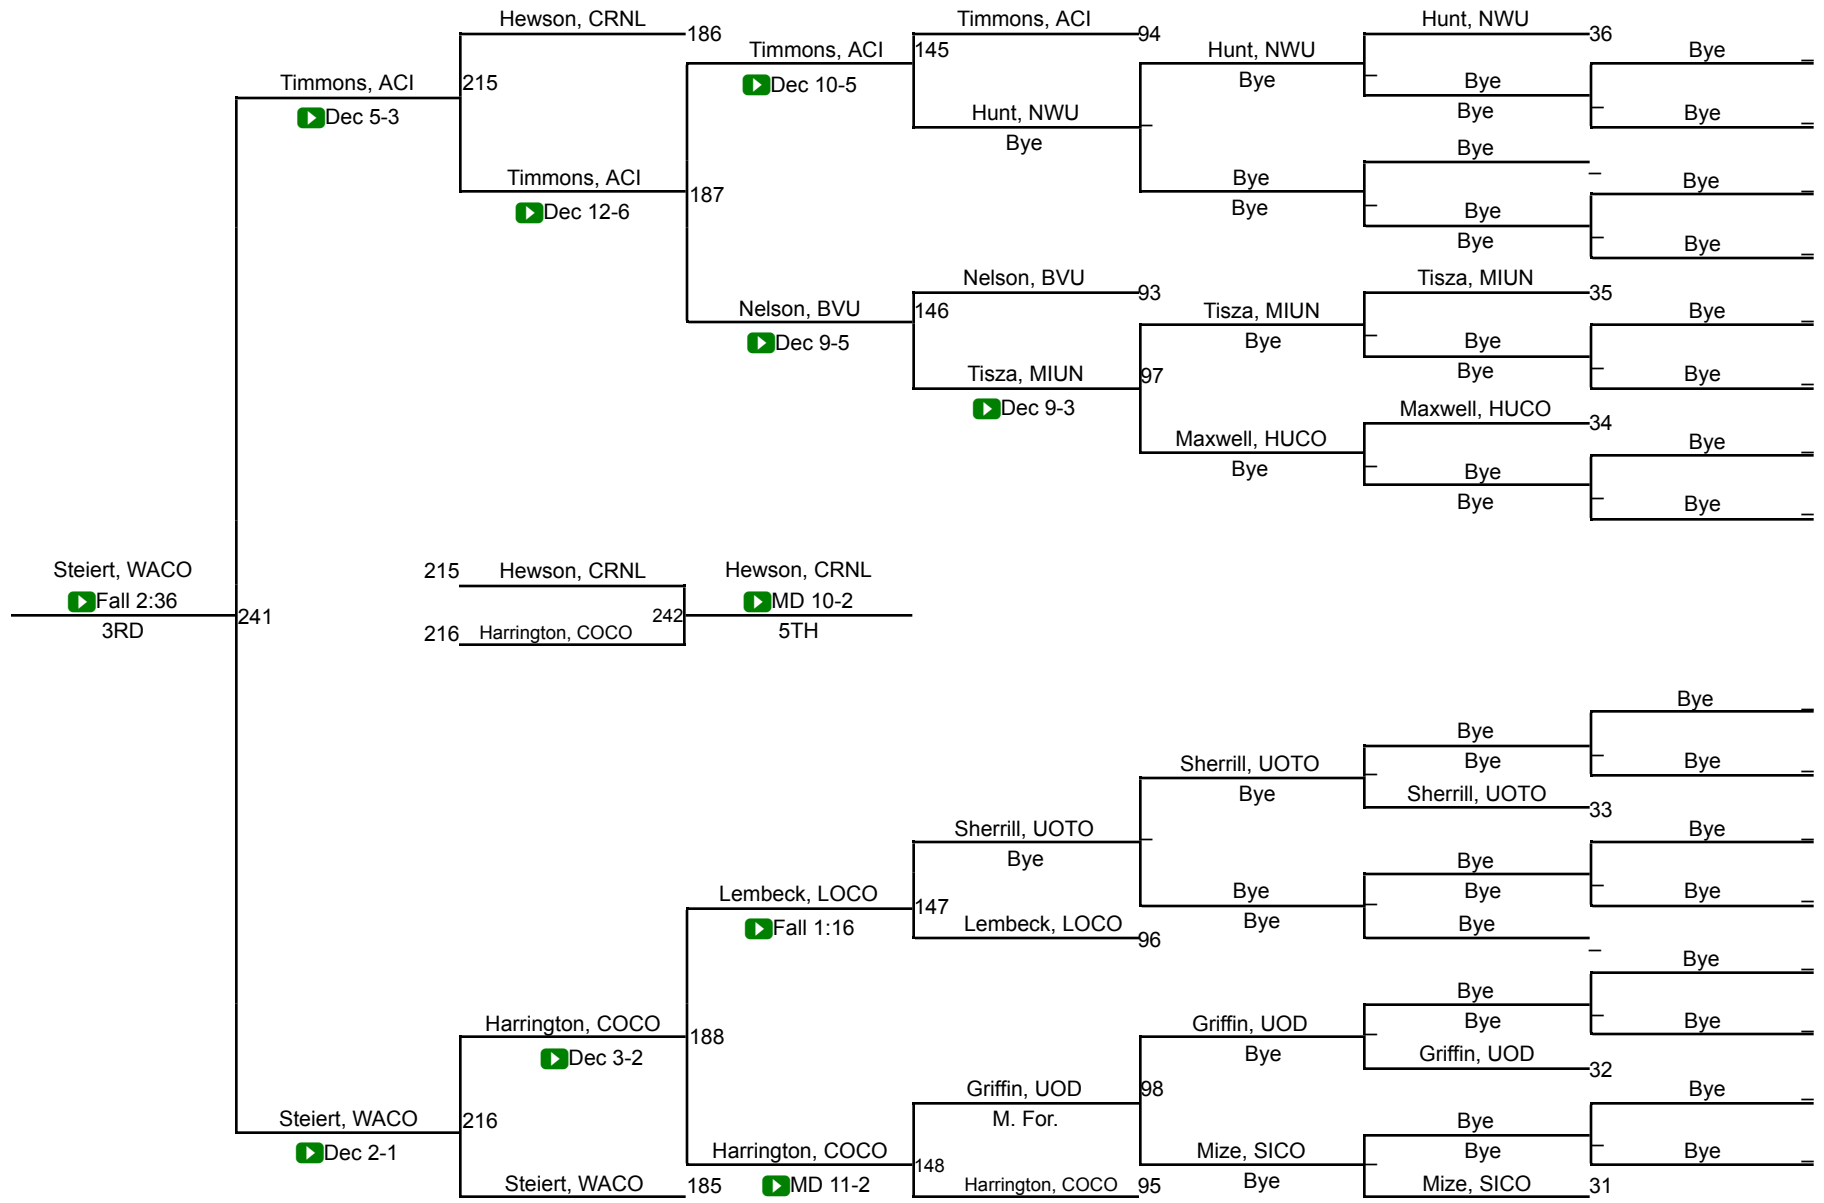 Hewson, CRNL
186
Timmons, ACI
94
Hunt, NWU
36
Timmons, ACI
145
Hunt, NWU
Bye
Timmons, ACI
215
Dec 10-5
Bye
Bye
Dec 5-3
Hunt, NWU
Bye
Bye
Bye
Bye
Timmons, ACI
187
Bye
Bye
Dec 12-6
Bye
Bye
Bye
Bye
Nelson, BVU
93
Tisza, MIUN
35
Nelson, BVU
146
Tisza, MIUN
Bye
Dec 9-5
Bye
Bye
Tisza, MIUN
97
Bye
Bye
Dec 9-3
Maxwell, HUCO
34
Maxwell, HUCO
Bye
Bye
Bye
Bye
Bye
Steiert, WACO
215
Hewson, CRNL
Hewson, CRNL
Fall 2:36
MD 10-2
241
242
3RD
216
Harrington, COCO
5TH
Bye
Bye
Sherrill, UOTO
Bye
Bye
Bye
Sherrill, UOTO
33
Sherrill, UOTO
Bye
Bye
Bye
Lembeck, LOCO
Bye
Bye
Bye
147
Fall 1:16
Lembeck, LOCO
96
Bye
Bye
Bye
Bye
Harrington, COCO
188
Griffin, UOD
Bye
Bye
Dec 3-2
Bye
Griffin, UOD
32
Griffin, UOD
98
Bye
Steiert, WACO
216
M. For.
Bye
Dec 2-1
Harrington, COCO
148
Mize, SICO
Bye
Bye
Steiert, WACO
185
MD 11-2
Harrington, COCO
95
Bye
Mize, SICO
31